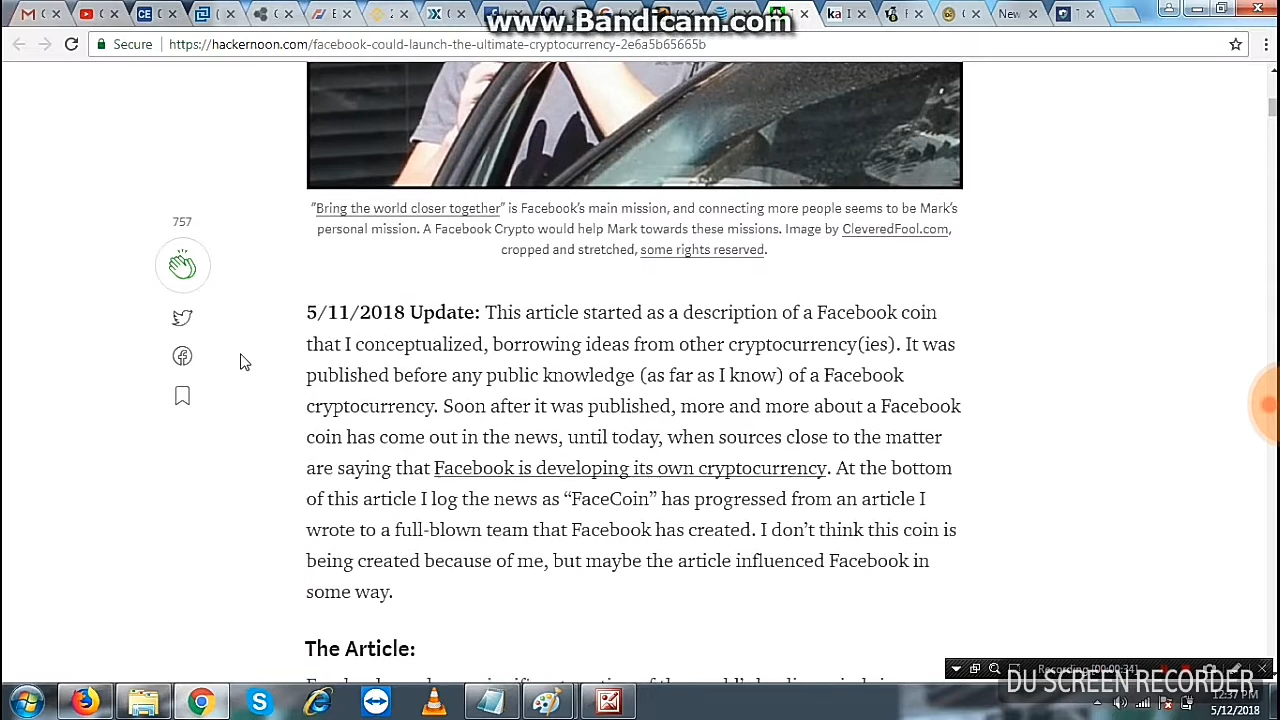 www.Bandicam.com
Secure
https://hackernoon.com/facebook-could-launch-the-ultimate-cryptocurrency-2e6a5b65665b
"Bring the world closer together" is Facebook's main mission, and connecting more people seems to be Mark's
personal mission. A Facebook Crypto would help Mark towards these missions. Image by CleveredFool.com,
cropped and stretched, some rights reserved.
757
5/11/2018 Update: This article started as a description of a Facebook coin
that I conceptualized, borrowing ideas from other cryptocurrency(ies). It was
published before any public knowledge (as far as I know) of a Facebook
cryptocurrency. Soon after it was published, more and more about a Facebook
coin has come out in the news, until today, when sources close to the matter
are saying that Facebook is developing its own cryptocurrency. At the bottom
of this article I log the news as “FaceCoin” has progressed from an article I
wrote to a full-blown team that Facebook has created. I don’t think this coin is
being created because of me, but maybe the article influenced Facebook in
some way.
The Article:
Recording [00:00:34]
DU SCREEN RECORDER
12:37 PM
5/12/2018